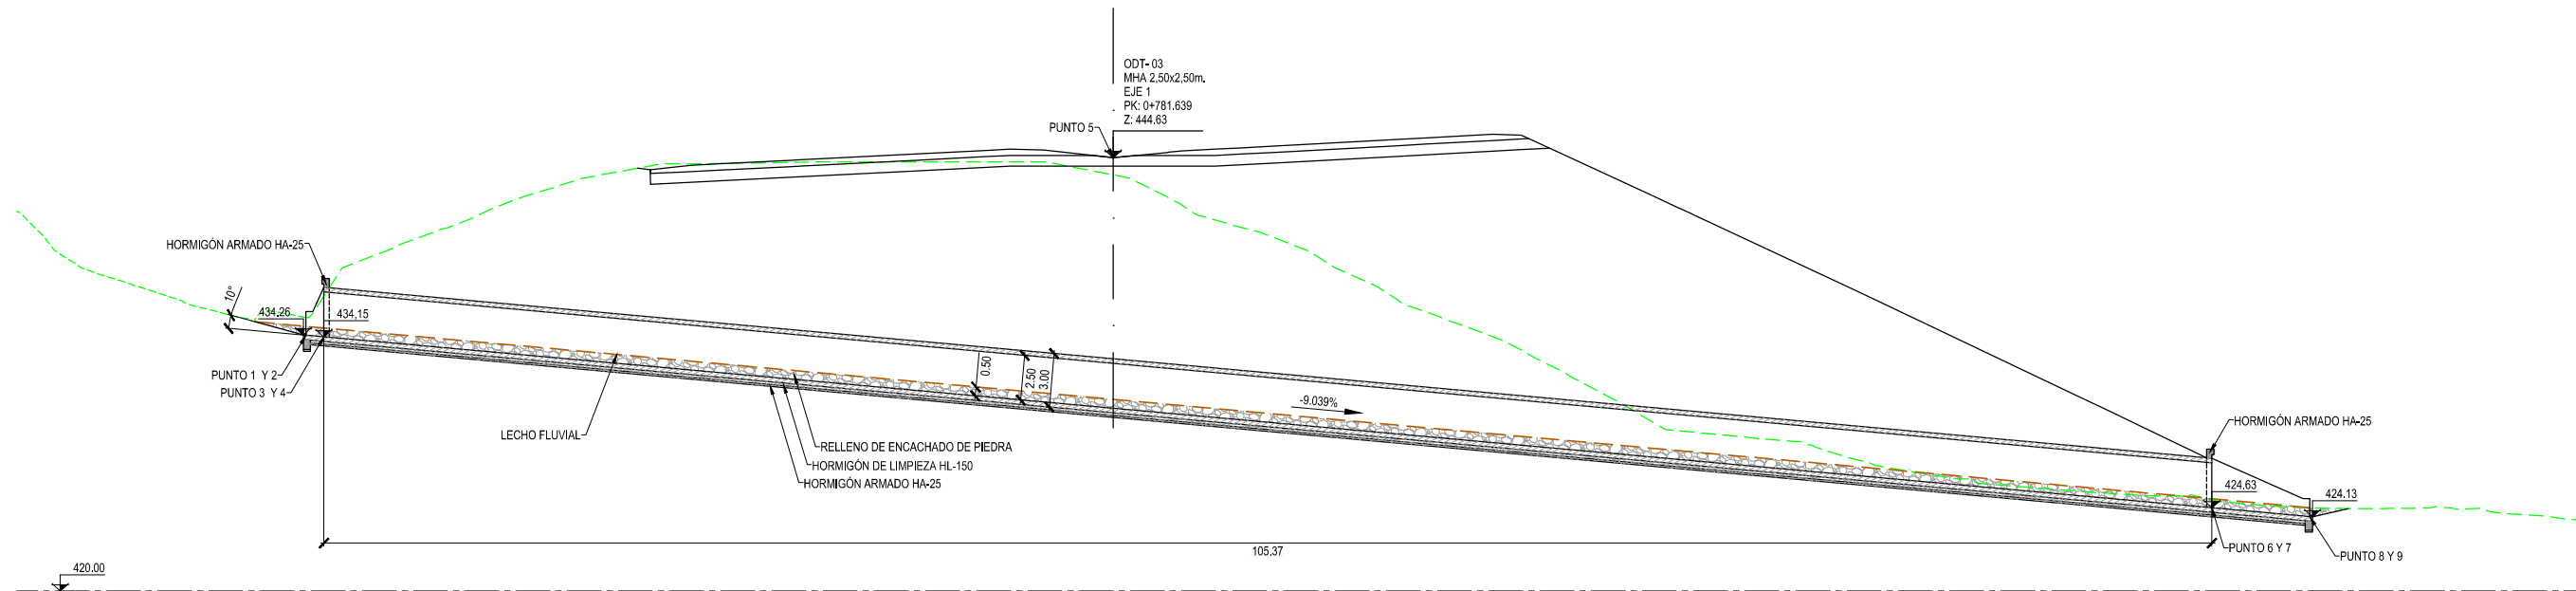 ODT- 03
MHA 2,50x2,50m.
EJE 1
PK: 0+781.639
Z: 444.63
PUNTO 5
HORMIGÓN ARMADO HA-25
10°
434.26
434,15
PUNTO 1 Y 2
PUNTO 3 Y 4
0.50
2.50
3.00
-9.039%
LECHO FLUVIAL
RELLENO DE ENCACHADO DE PIEDRA
HORMIGÓN DE LIMPIEZA HL-150
HORMIGÓN ARMADO HA-25
HORMIGÓN ARMADO HA-25
424.63
424.13
105.37
PUNTO 6 Y 7
PUNTO 8 Y 9
420.00